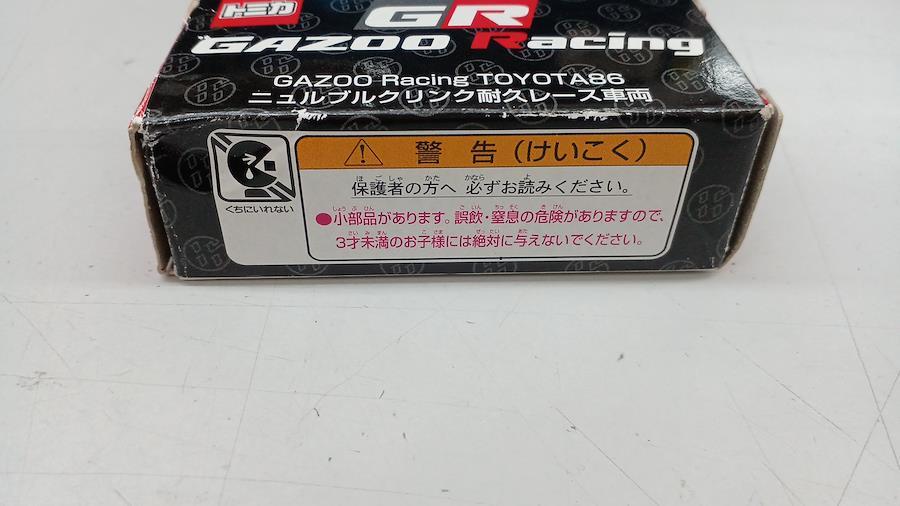 トミカ
GR
GAZOO Racing
GAZOO Racing TOYOTA86
ニュルブルクリンク耐久レース車両
警告(けいこく)
保護者の方へ 必ずお読みください。
くちにいれない
●小部品があります。誤飲・窒息の危険がありますので、
3才未満のお子様には絶対に与えないでください。